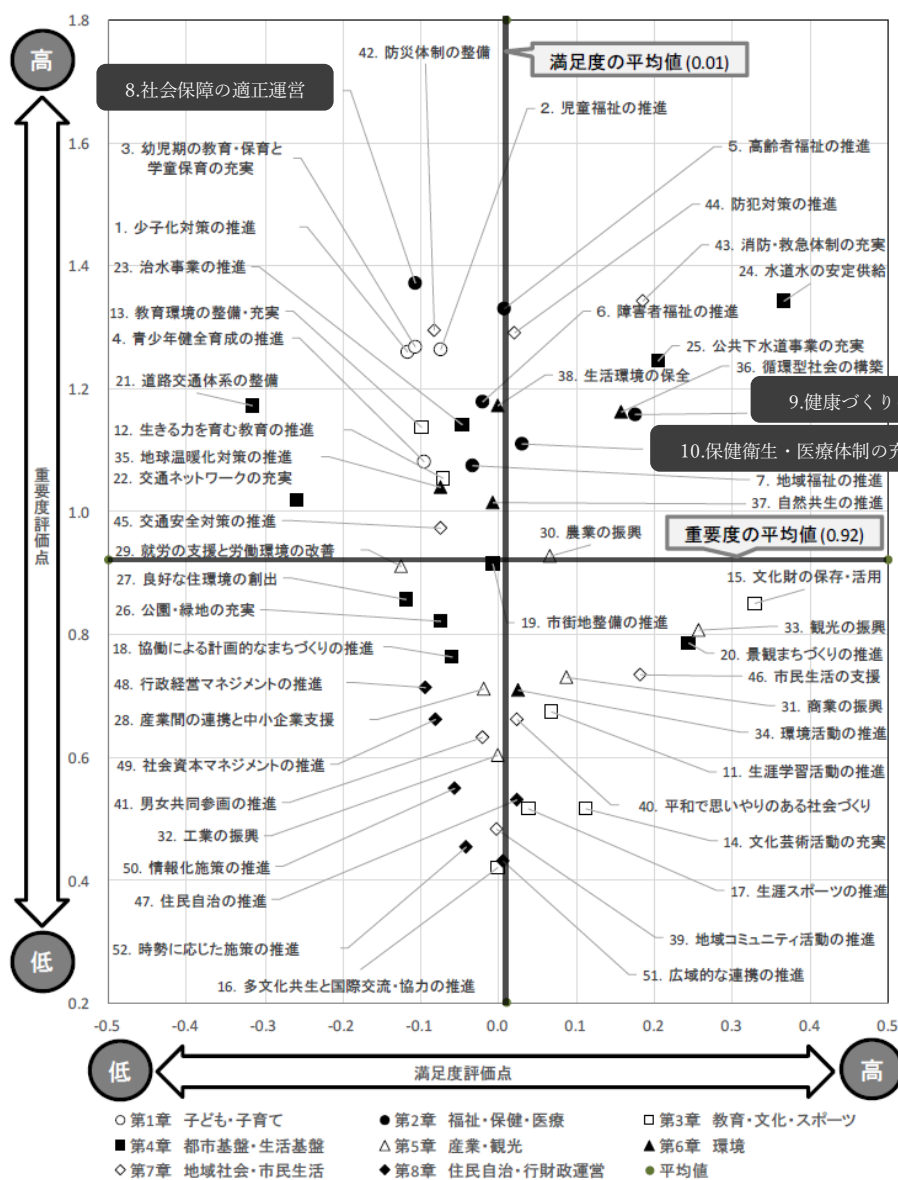 1.8
高
42. 防災体制の整備
満足度の平均値(0.01)
8.社会保障の適正運営
2. 児童福祉の推進
1.6
3. 幼児期の教育・保育と
学童保育の充実
5. 高齢者福祉の推進
44. 防犯対策の推進
1. 少子化対策の推進
43. 消防・救急体制の充実
1.4
23. 治水事業の推進
24. 水道水の安定供給
13. 教育環境の整備・充実
6. 障害者福祉の推進
4. 青少年健全育成の推進
25. 公共下水道事業の充実
36. 循環型社会の構築
21. 道路交通体系の整備
38. 生活環境の保全
1.2
9.健康づくり
12. 生きる力を育む教育の推進
10.保健衛生・医療体制の充
35. 地球温暖化対策の推進
22. 交通ネットワークの充実
7. 地域福祉の推進
37. 自然共生の推進
重要度評価点
1.0
45. 交通安全対策の推進
30. 農業の振興
重要度の平均値(0.92)
29. 就労の支援と労働環境の改善
27. 良好な住環境の創出
15. 文化財の保存・活用
26. 公園・緑地の充実
19. 市街地整備の推進
33. 観光の振興
0.8
18. 協働による計画的なまちづくりの推進
20. 景観まちづくりの推進
46. 市民生活の支援
48. 行政経営マネジメントの推進
31. 商業の振興
28. 産業間の連携と中小企業支援
34. 環境活動の推進
0.6
49. 社会資本マネジメントの推進
11. 生涯学習活動の推進
41. 男女共同参画の推進
40. 平和で思いやりのある社会づくり
32. 工業の振興
14. 文化芸術活動の充実
50. 情報化施策の推進
0.4
47. 住民自治の推進
17. 生涯スポーツの推進
52. 時勢に応じた施策の推進
39. 地域コミュニティ活動の推進
低
16. 多文化共生と国際交流・協力の推進
51. 広域的な連携の推進
0.2
-0.5 -0.4 -0.3 -0.2 -0.1 0.0 0.1 0.2 0.3 0.4 0.5
低 満足度評価点 高
第1章 子ども・子育て 第2章 福祉・保健・医療 第3章 教育・文化・スポーツ
第4章 都市基盤・生活基盤 第5章 産業・観光 第6章 環境
第7章 地域社会・市民生活 第8章 住民自治・行財政運営 平均値